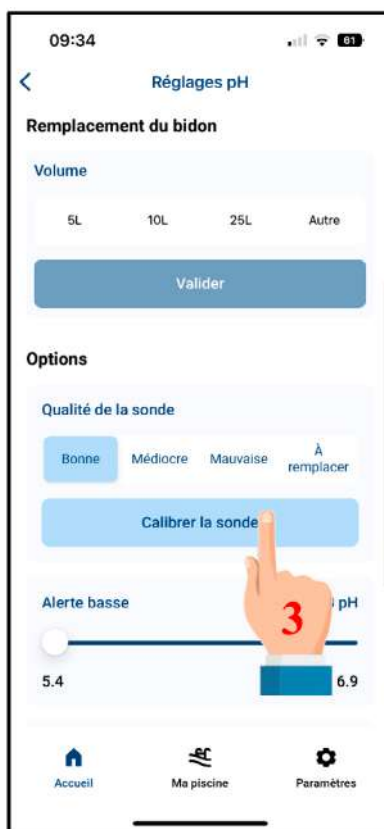 09:34
61
Réglages pH
Remplacement du bidon
Volume
5L 10L 25L Autre
Valider
Options
Qualité de la sonde
Bonne Médiocre Mauvaise À remplacer
Calibrer la sonde
Alerte basse pH
3
5.4 6.9
Accueil Ma piscine Paramètres